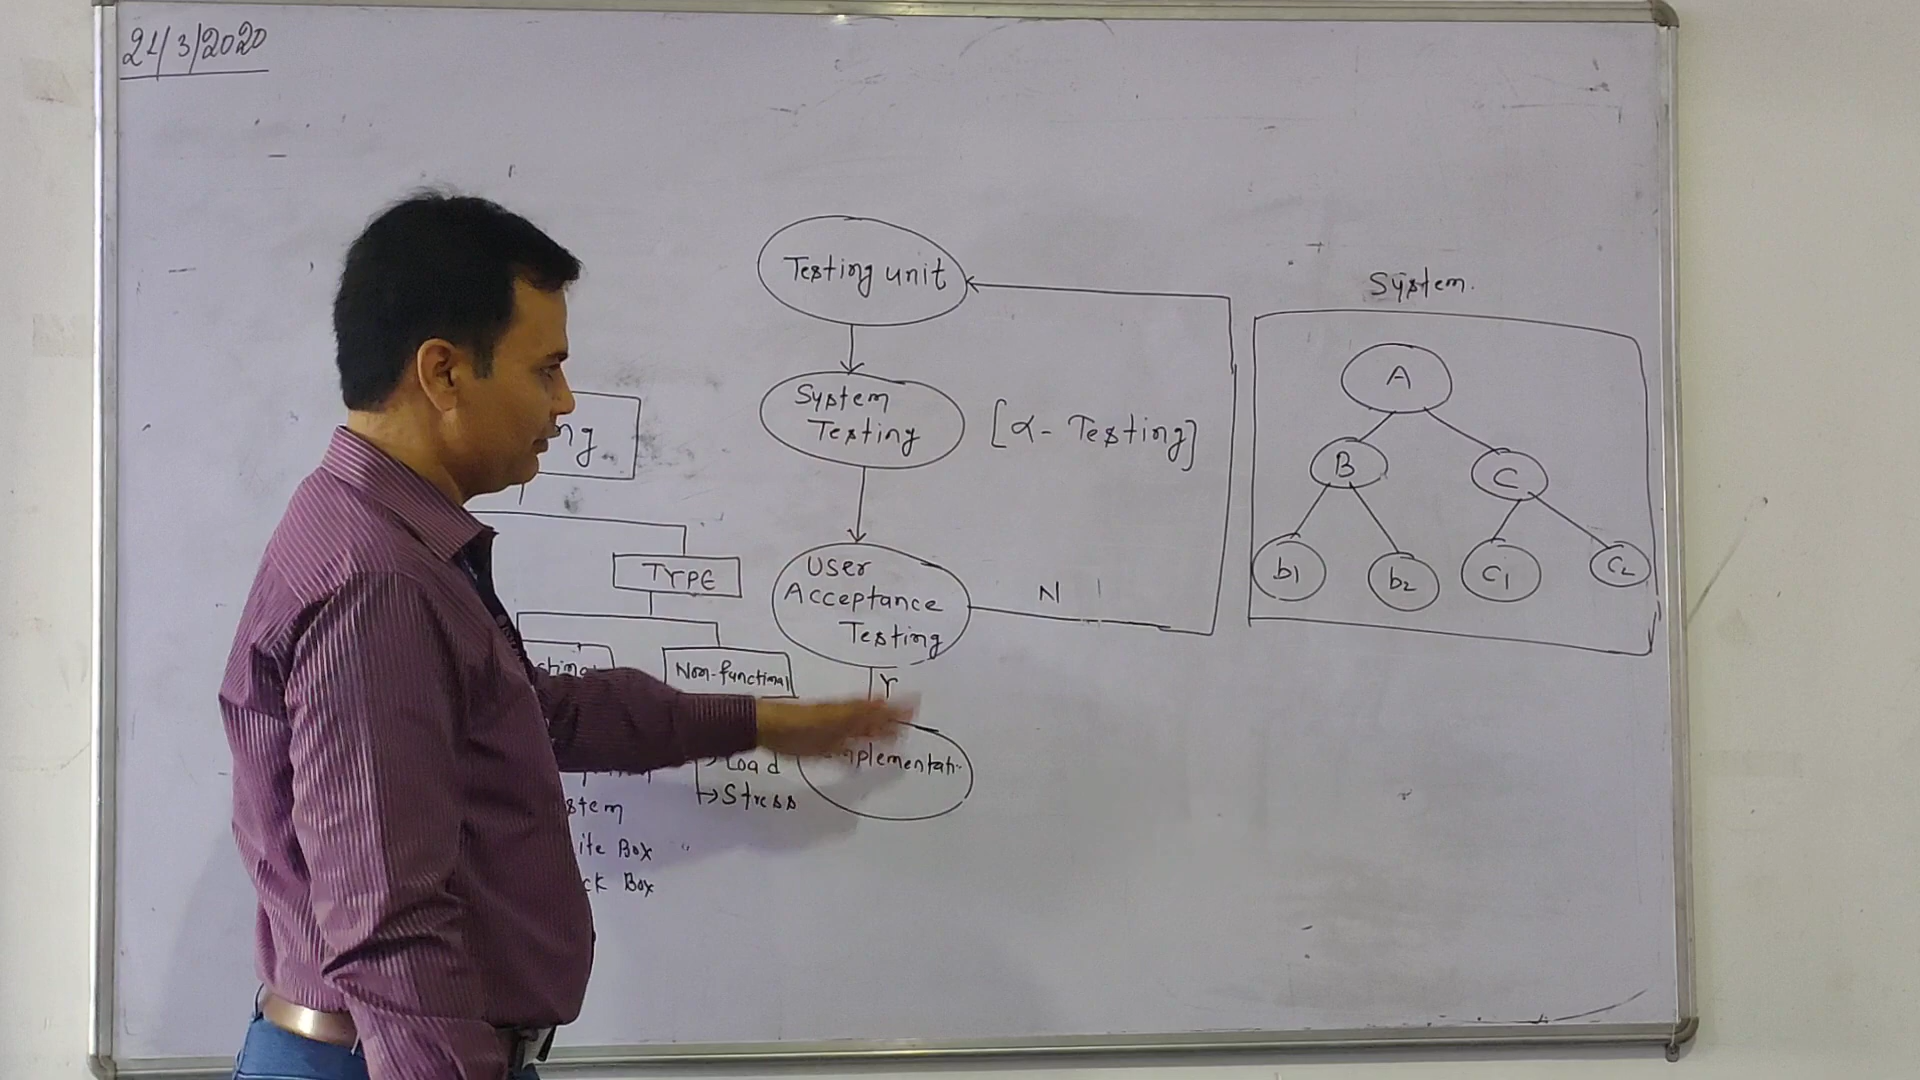 21/3/2020
Testing unit
System
Testing
[α- Testing]
User
Acceptance
Testing
N
Y
TYPE
Non-functional
Load
Stress
Box
Box
System.
A
B
C
b1
b2
C1
C2